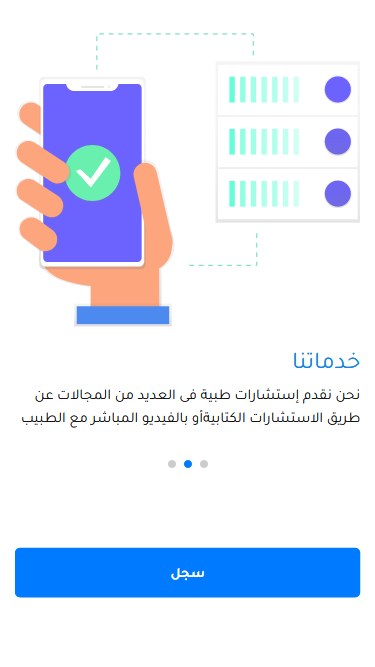 خدماتنا
نحن نقدم إستشارات طبية فى العديد من المجالات عن
طريق الاستشارات الكتابيةأو بالفيديو المباشر مع الطبيب
سجل